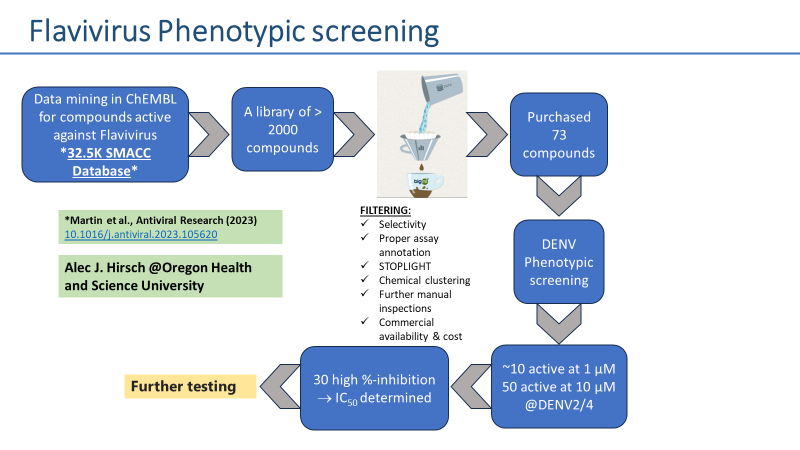 Flavivirus Phenotypic screening
Data mining in ChEMBL
for compounds active
against Flavivirus
*32.5K SMACC
Database*
A library of >
2000
compounds
big
Purchased
73
compounds
FILTERING:
✓ Selectivity
✓ Proper assay
annotation
✓ STOPLIGHT
✓ Chemical clustering
✓ Further manual
inspections
✓ Commercial
availability & cost
*Martin et al., Antiviral Research (2023)
10.1016/j.antiviral.2023.105620
Alec J. Hirsch @Oregon Health
and Science University
DENV
Phenotypic
screening
~10 active at 1 µM
50 active at 10 µM
@DENV2/4
30 high %-inhibition
→ IC50 determined
Further testing